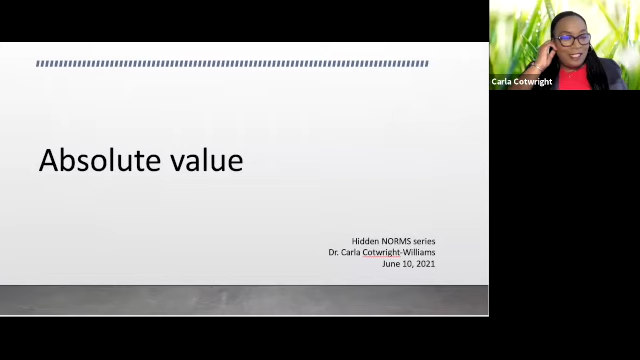 Carla Cotwright
Absolute value
Hidden NORMS series
Dr. Carla Cotwright-Williams
June 10, 2021